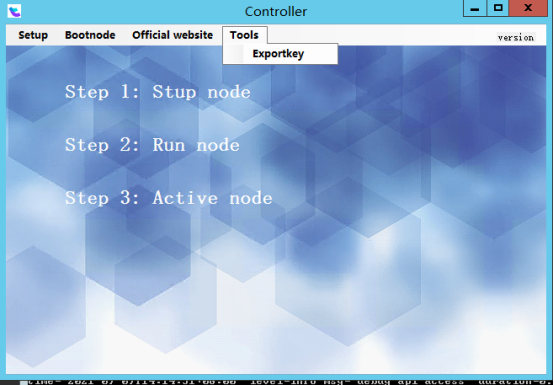 Controller
Setup Bootnode Official website Tools version
Exportkey
Step 1: Stup node
Step 2: Run node
Step 3: Active node